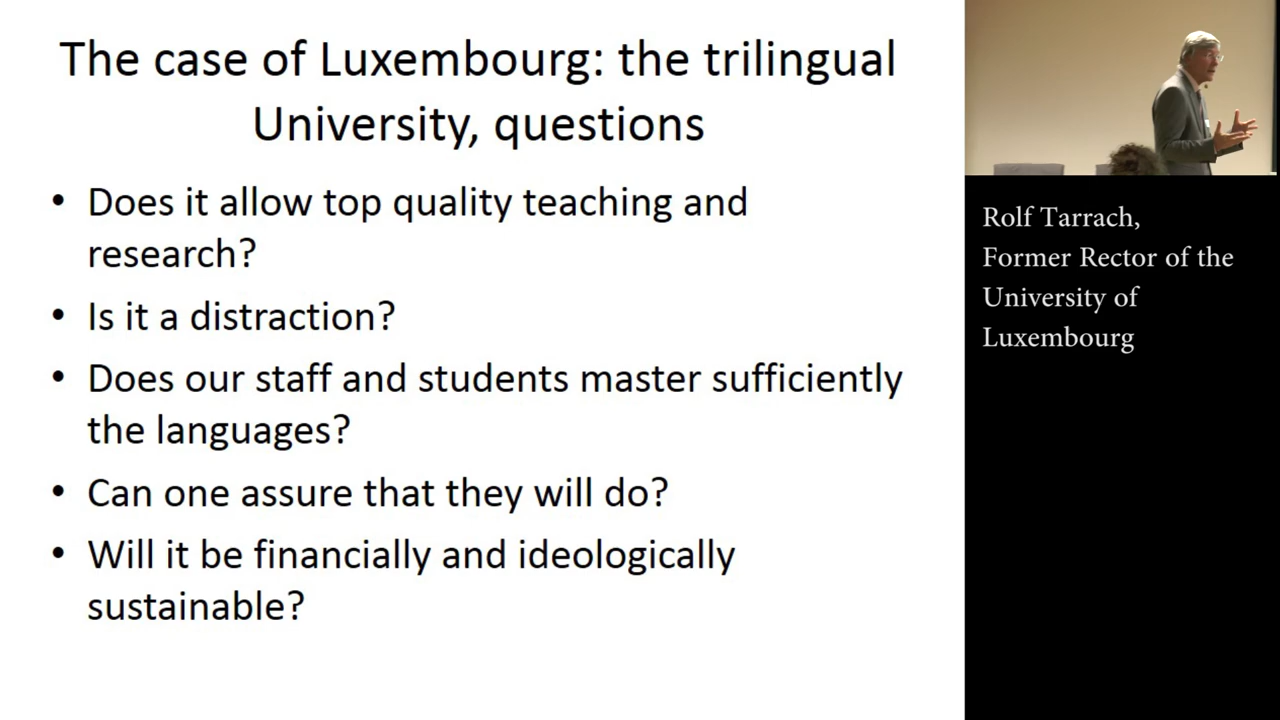 The case of Luxembourg: the trilingual
University, questions
• Does it allow top quality teaching and
research?
• Is it a distraction?
• Does our staff and students master sufficiently
the languages?
• Can one assure that they will do?
• Will it be financially and ideologically
sustainable?
Rolf Tarrach,
Former Rector of the
University of
Luxembourg